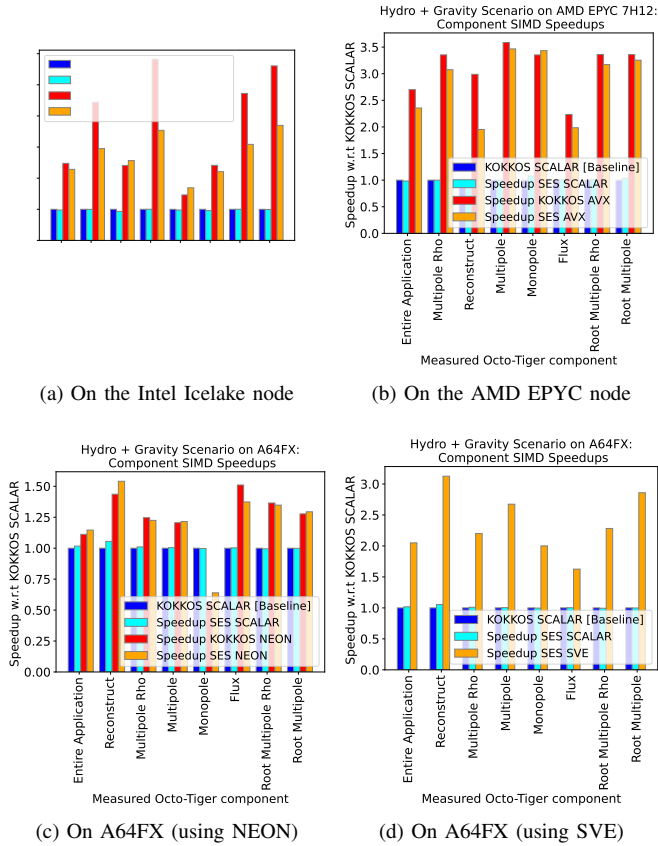 Hydro + Gravity Scenario on AMD EPYC 7H12:
Component SIMD Speedups
Speedup w.r.t KOKKOS SCALAR
3.5
3.0
2.5
2.0
1.5
1.0
0.5
0.0
KOKKOS SCALAR [Baseline]
Speedup SES SCALAR
Speedup KOKKOS AVX
Speedup SES AVX
Entire Application
Multipole Rho
Reconstruct
Multipole
Monopole
Flux
Root Multipole Rho
Root Multipole
Measured Octo-Tiger component
(a) On the Intel Icelake node
(b) On the AMD EPYC node
Hydro + Gravity Scenario on A64FX:
Component SIMD Speedups
Speedup w.r.t KOKKOS SCALAR
1.50
1.25
1.00
0.75
0.50
0.25
0.00
KOKKOS SCALAR [Baseline]
Speedup SES SCALAR
Speedup KOKKOS NEON
Speedup SES NEON
Entire Application
Reconstruct
Multipole Rho
Multipole
Monopole
Flux
Root Multipole Rho
Root Multipole
Measured Octo-Tiger component
Hydro + Gravity Scenario on A64FX:
Component SIMD Speedups
Speedup w.r.t KOKKOS SCALAR
3.0
2.5
2.0
1.5
1.0
0.5
0.0
KOKKOS SCALAR [Baseline]
Speedup SES SCALAR
Speedup SES SVE
Entire Application
Reconstruct
Multipole Rho
Multipole
Monopole
Flux
Root Multipole Rho
Root Multipole
Measured Octo-Tiger component
(c) On A64FX (using NEON)
(d) On A64FX (using SVE)